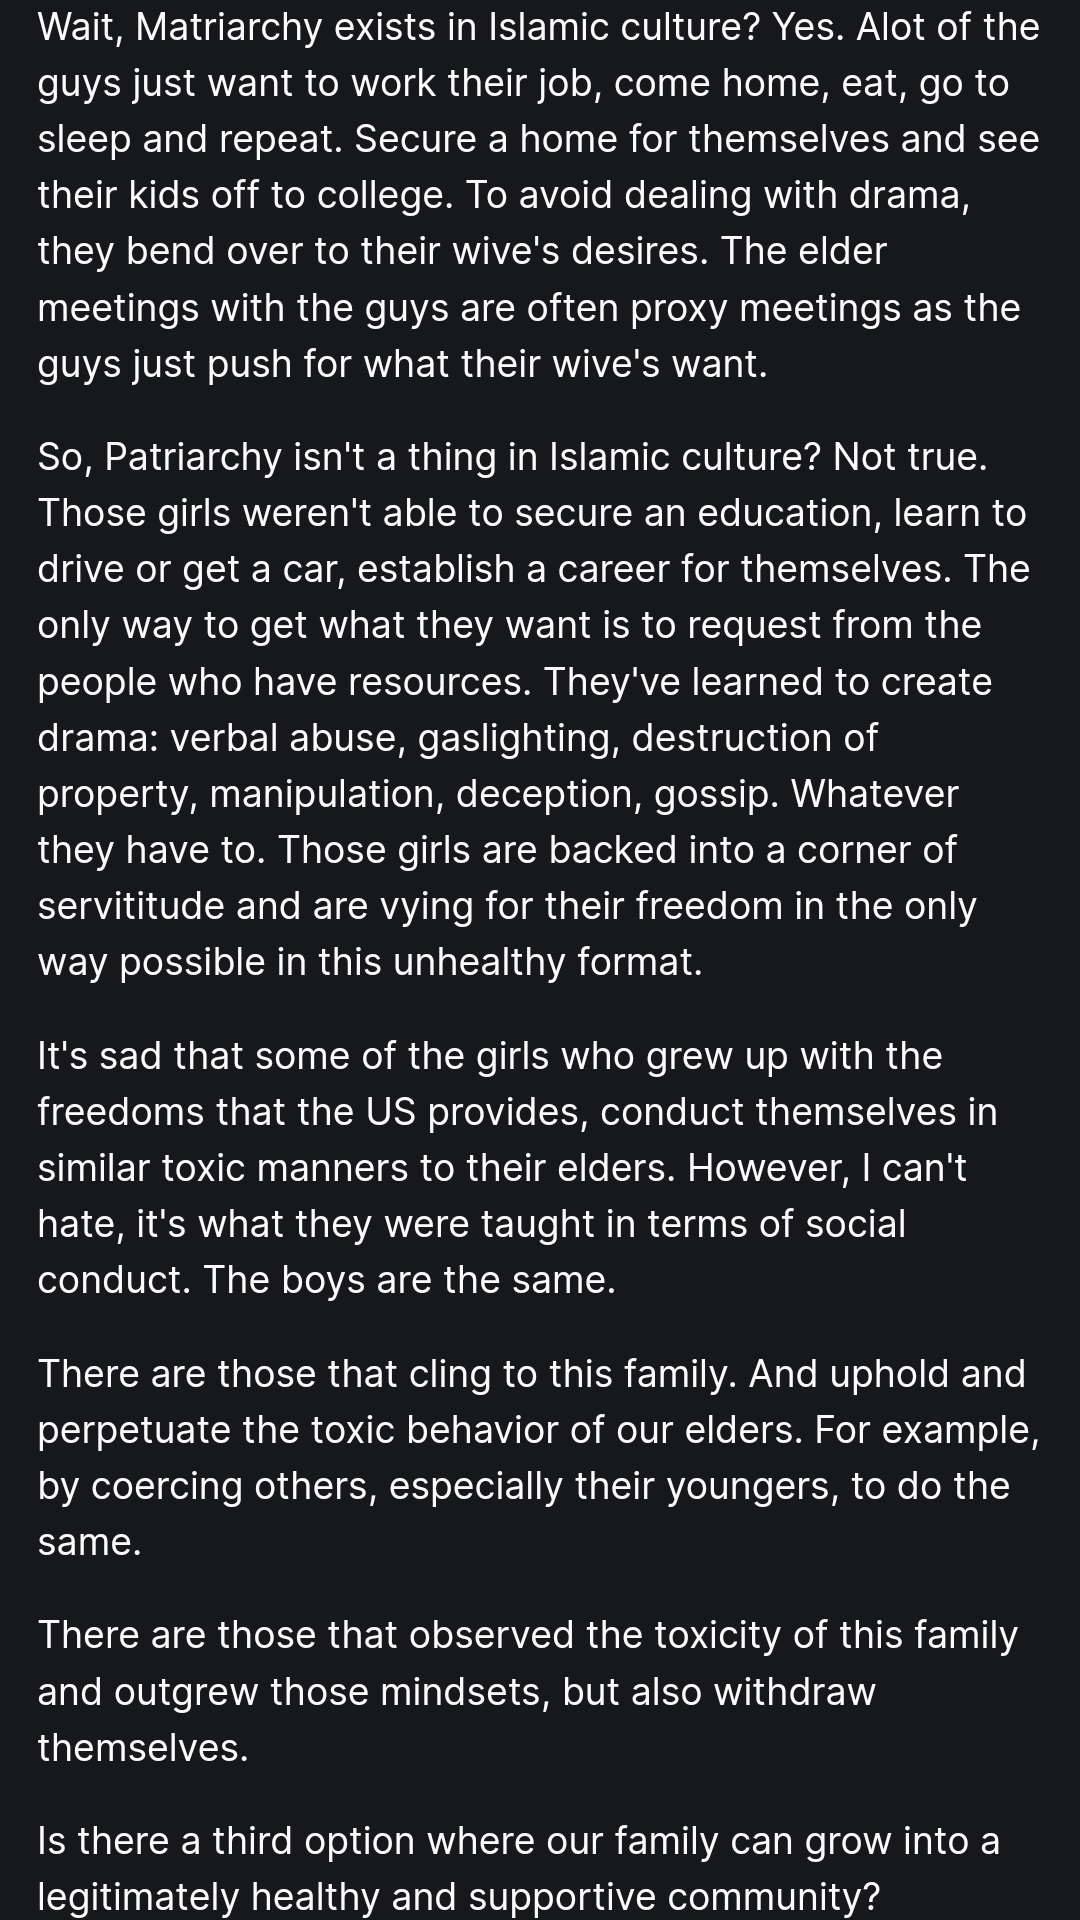 Wait, Matriarchy exists in Islamic culture? Yes. Alot of the
guys just want to work their job, come home, eat, go to
sleep and repeat. Secure a home for themselves and see
their kids off to college. To avoid dealing with drama,
they bend over to their wive's desires. The elder
meetings with the guys are often proxy meetings as the
guys just push for what their wive's want.
So, Patriarchy isn't a thing in Islamic culture? Not true.
Those girls weren't able to secure an education, learn to
drive or get a car, establish a career for themselves. The
only way to get what they want is to request from the
people who have resources. They've learned to create
drama: verbal abuse, gaslighting, destruction of
property, manipulation, deception, gossip. Whatever
they have to. Those girls are backed into a corner of
servititude and are vying for their freedom in the only
way possible in this unhealthy format.
It's sad that some of the girls who grew up with the
freedoms that the US provides, conduct themselves in
similar toxic manners to their elders. However, I can't
hate, it's what they were taught in terms of social
conduct. The boys are the same.
There are those that cling to this family. And uphold and
perpetuate the toxic behavior of our elders. For example,
by coercing others, especially their youngers, to do the
same.
There are those that observed the toxicity of this family
and outgrew those mindsets, but also withdraw
themselves.
Is there a third option where our family can grow into a
legitimately healthy and supportive community?